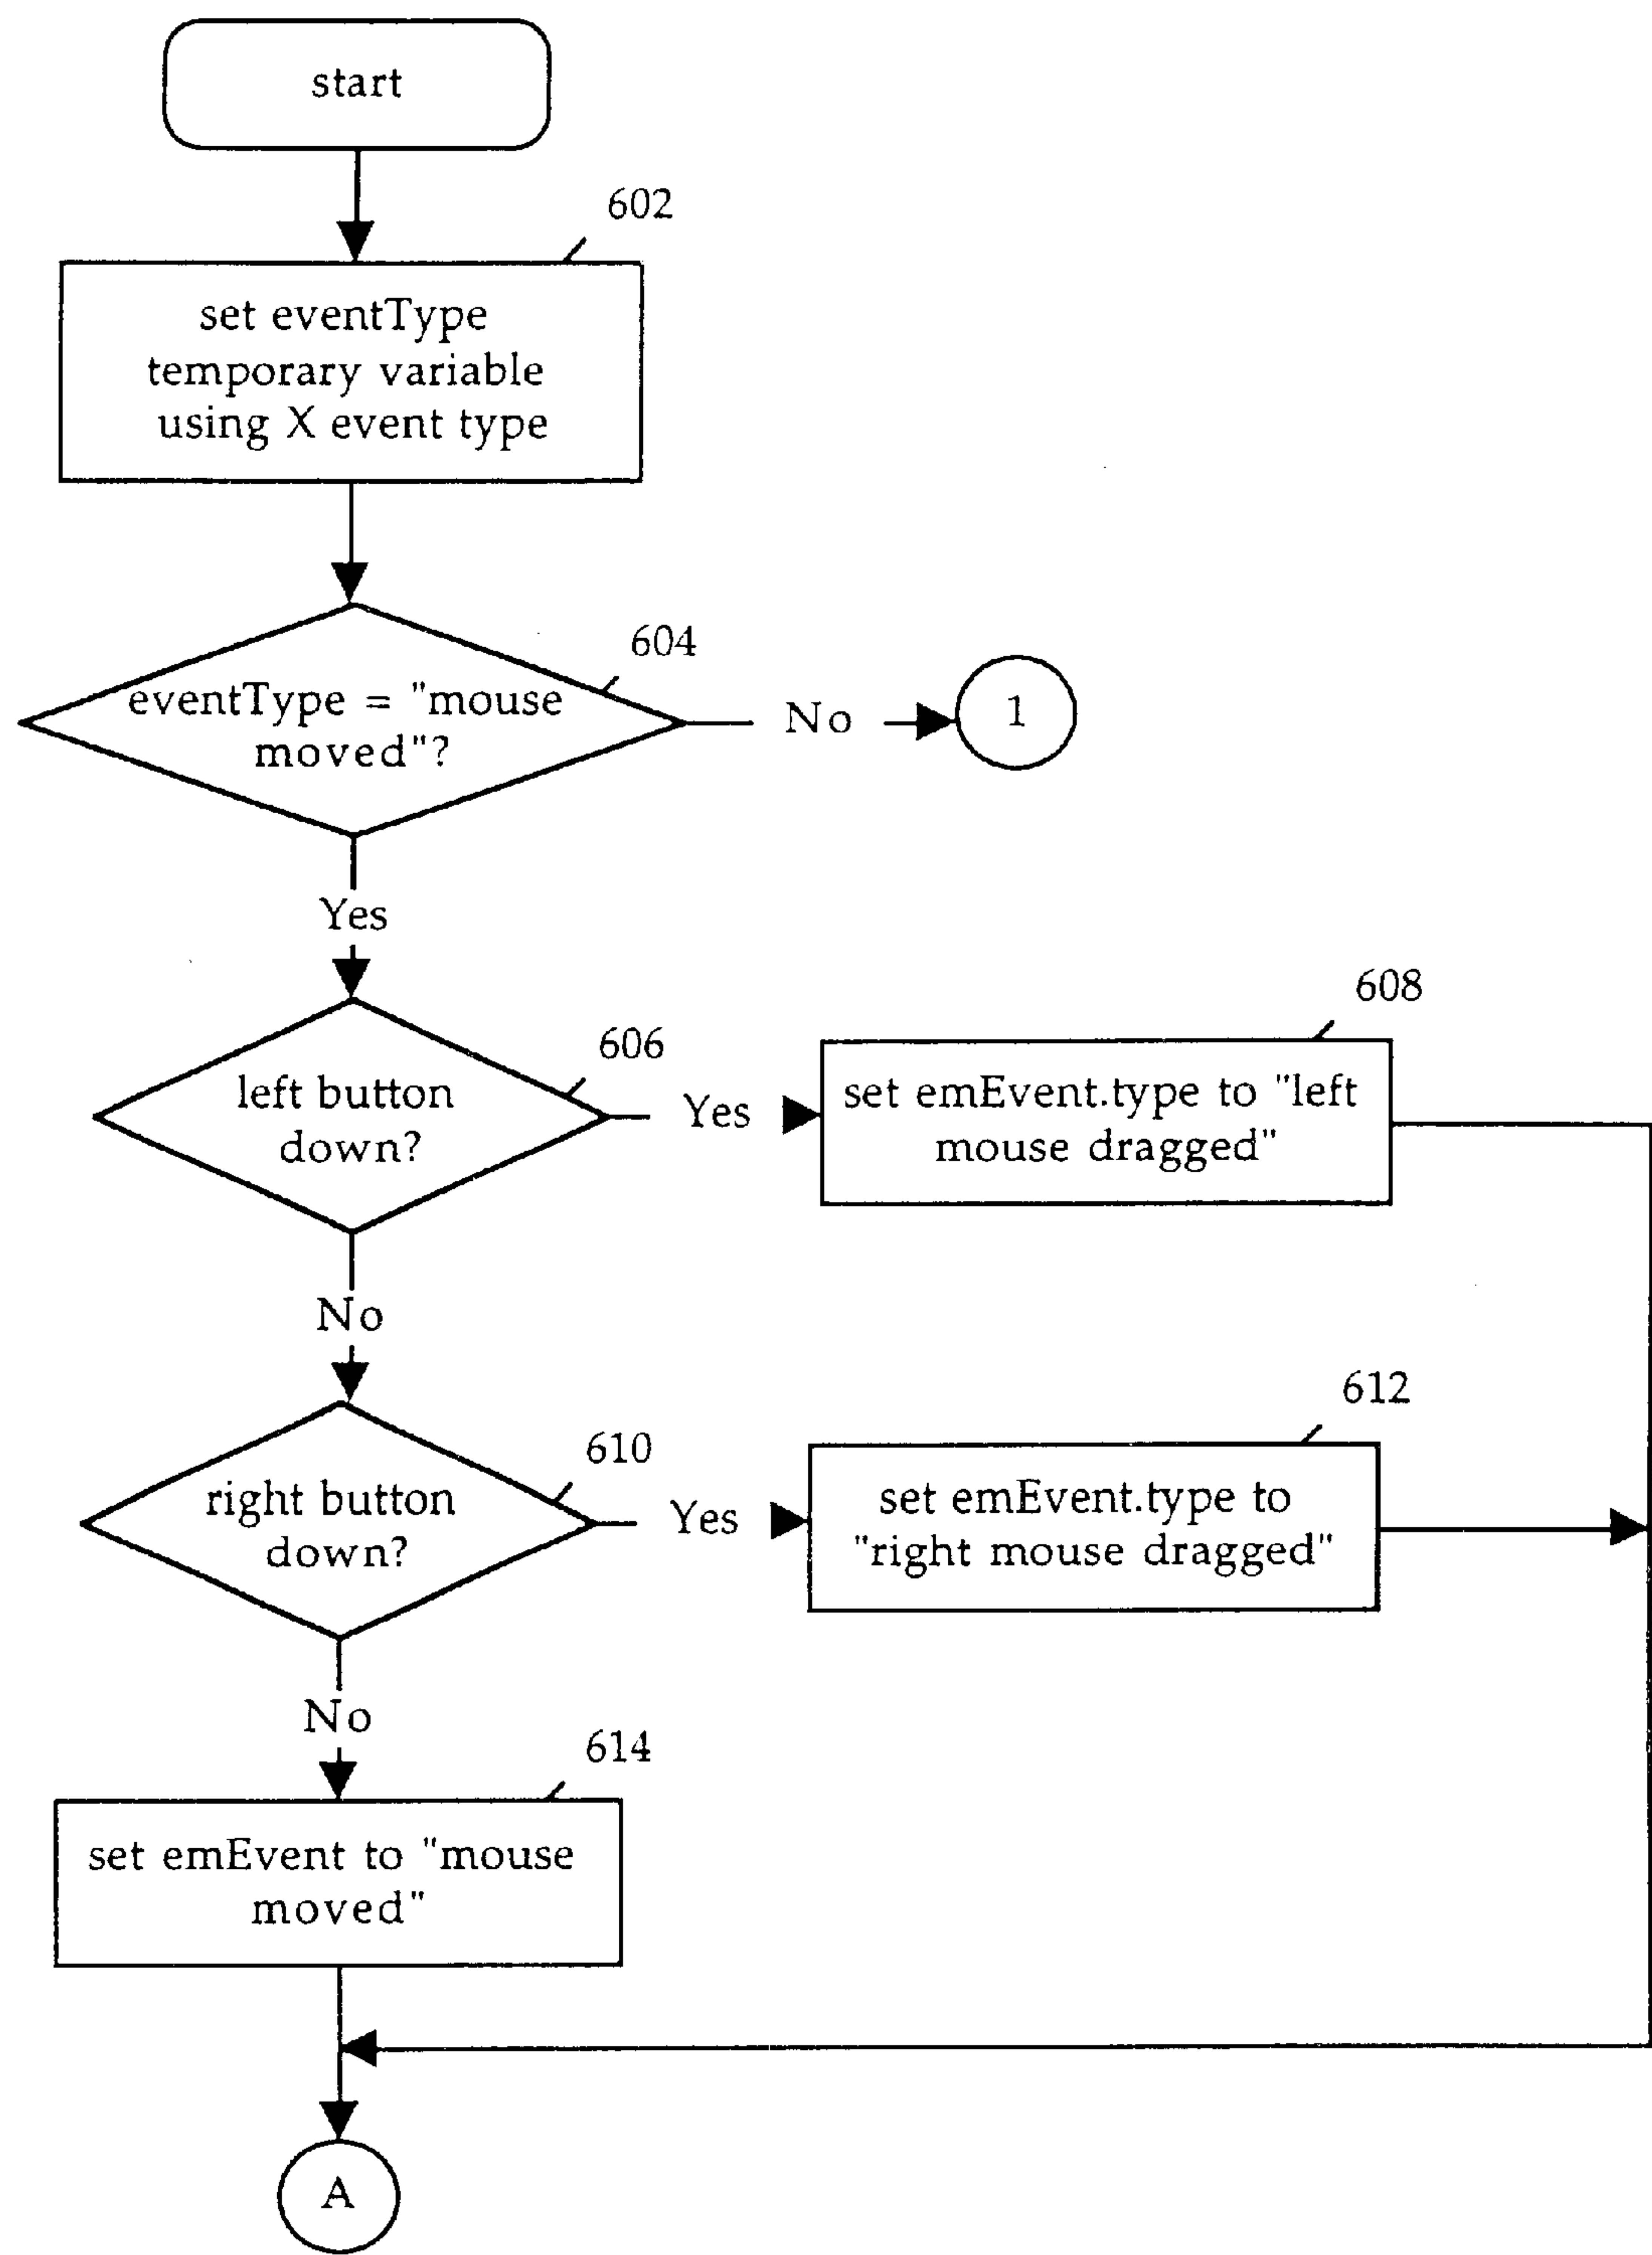 start
602
set eventType
temporary variable
using X event type
604
eventType = "mouse
moved"?
No
1
Yes
606
left button
down?
Yes
608
set emEvent.type to "left
mouse dragged"
No
610
right button
down?
Yes
612
set emEvent.type to
"right mouse dragged"
No
614
set emEvent to "mouse
moved"
A